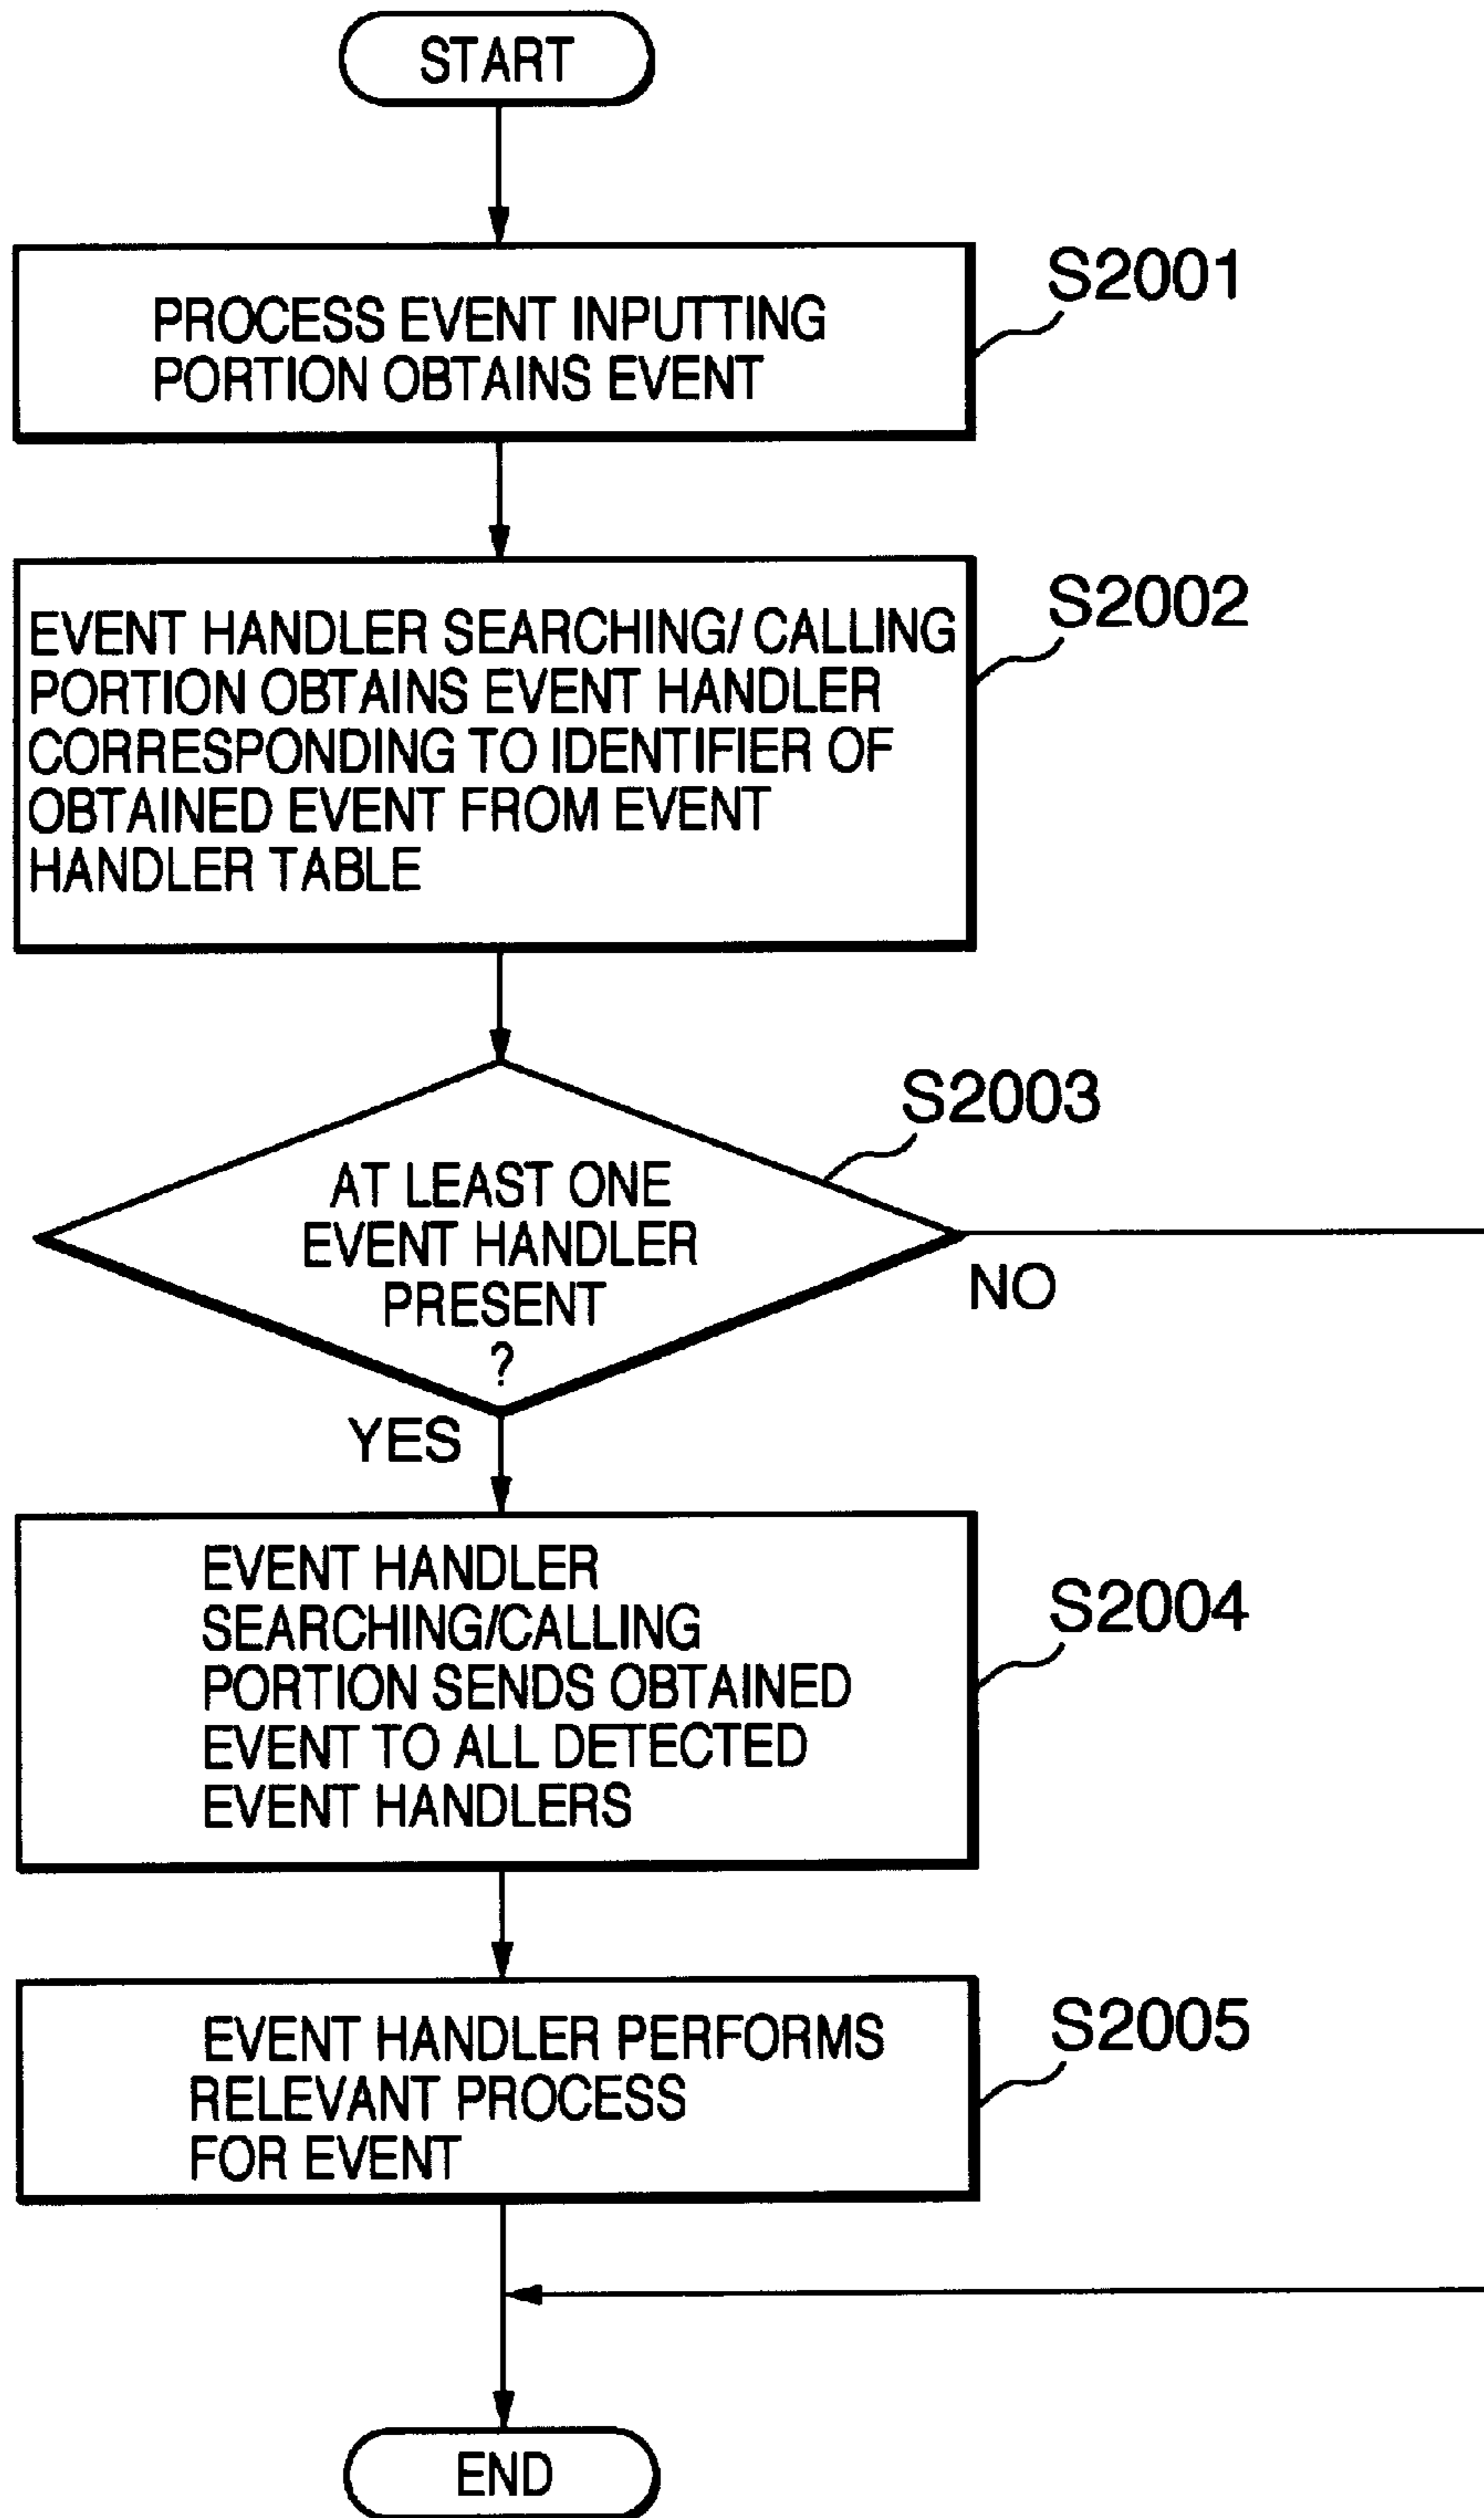 START
S2001
PROCESS EVENT INPUTTING
PORTION OBTAINS EVENT
S2002
EVENT HANDLER SEARCHING/ CALLING
PORTION OBTAINS EVENT HANDLER
CORRESPONDING TO IDENTIFIER OF
OBTAINED EVENT FROM EVENT
HANDLER TABLE
S2003
AT LEAST ONE
EVENT HANDLER
PRESENT
?
NO
YES
EVENT HANDLER
SEARCHING/CALLING
PORTION SENDS OBTAINED
EVENT TO ALL DETECTED
EVENT HANDLERS
S2004
EVENT HANDLER PERFORMS
RELEVANT PROCESS
FOR EVENT
S2005
END